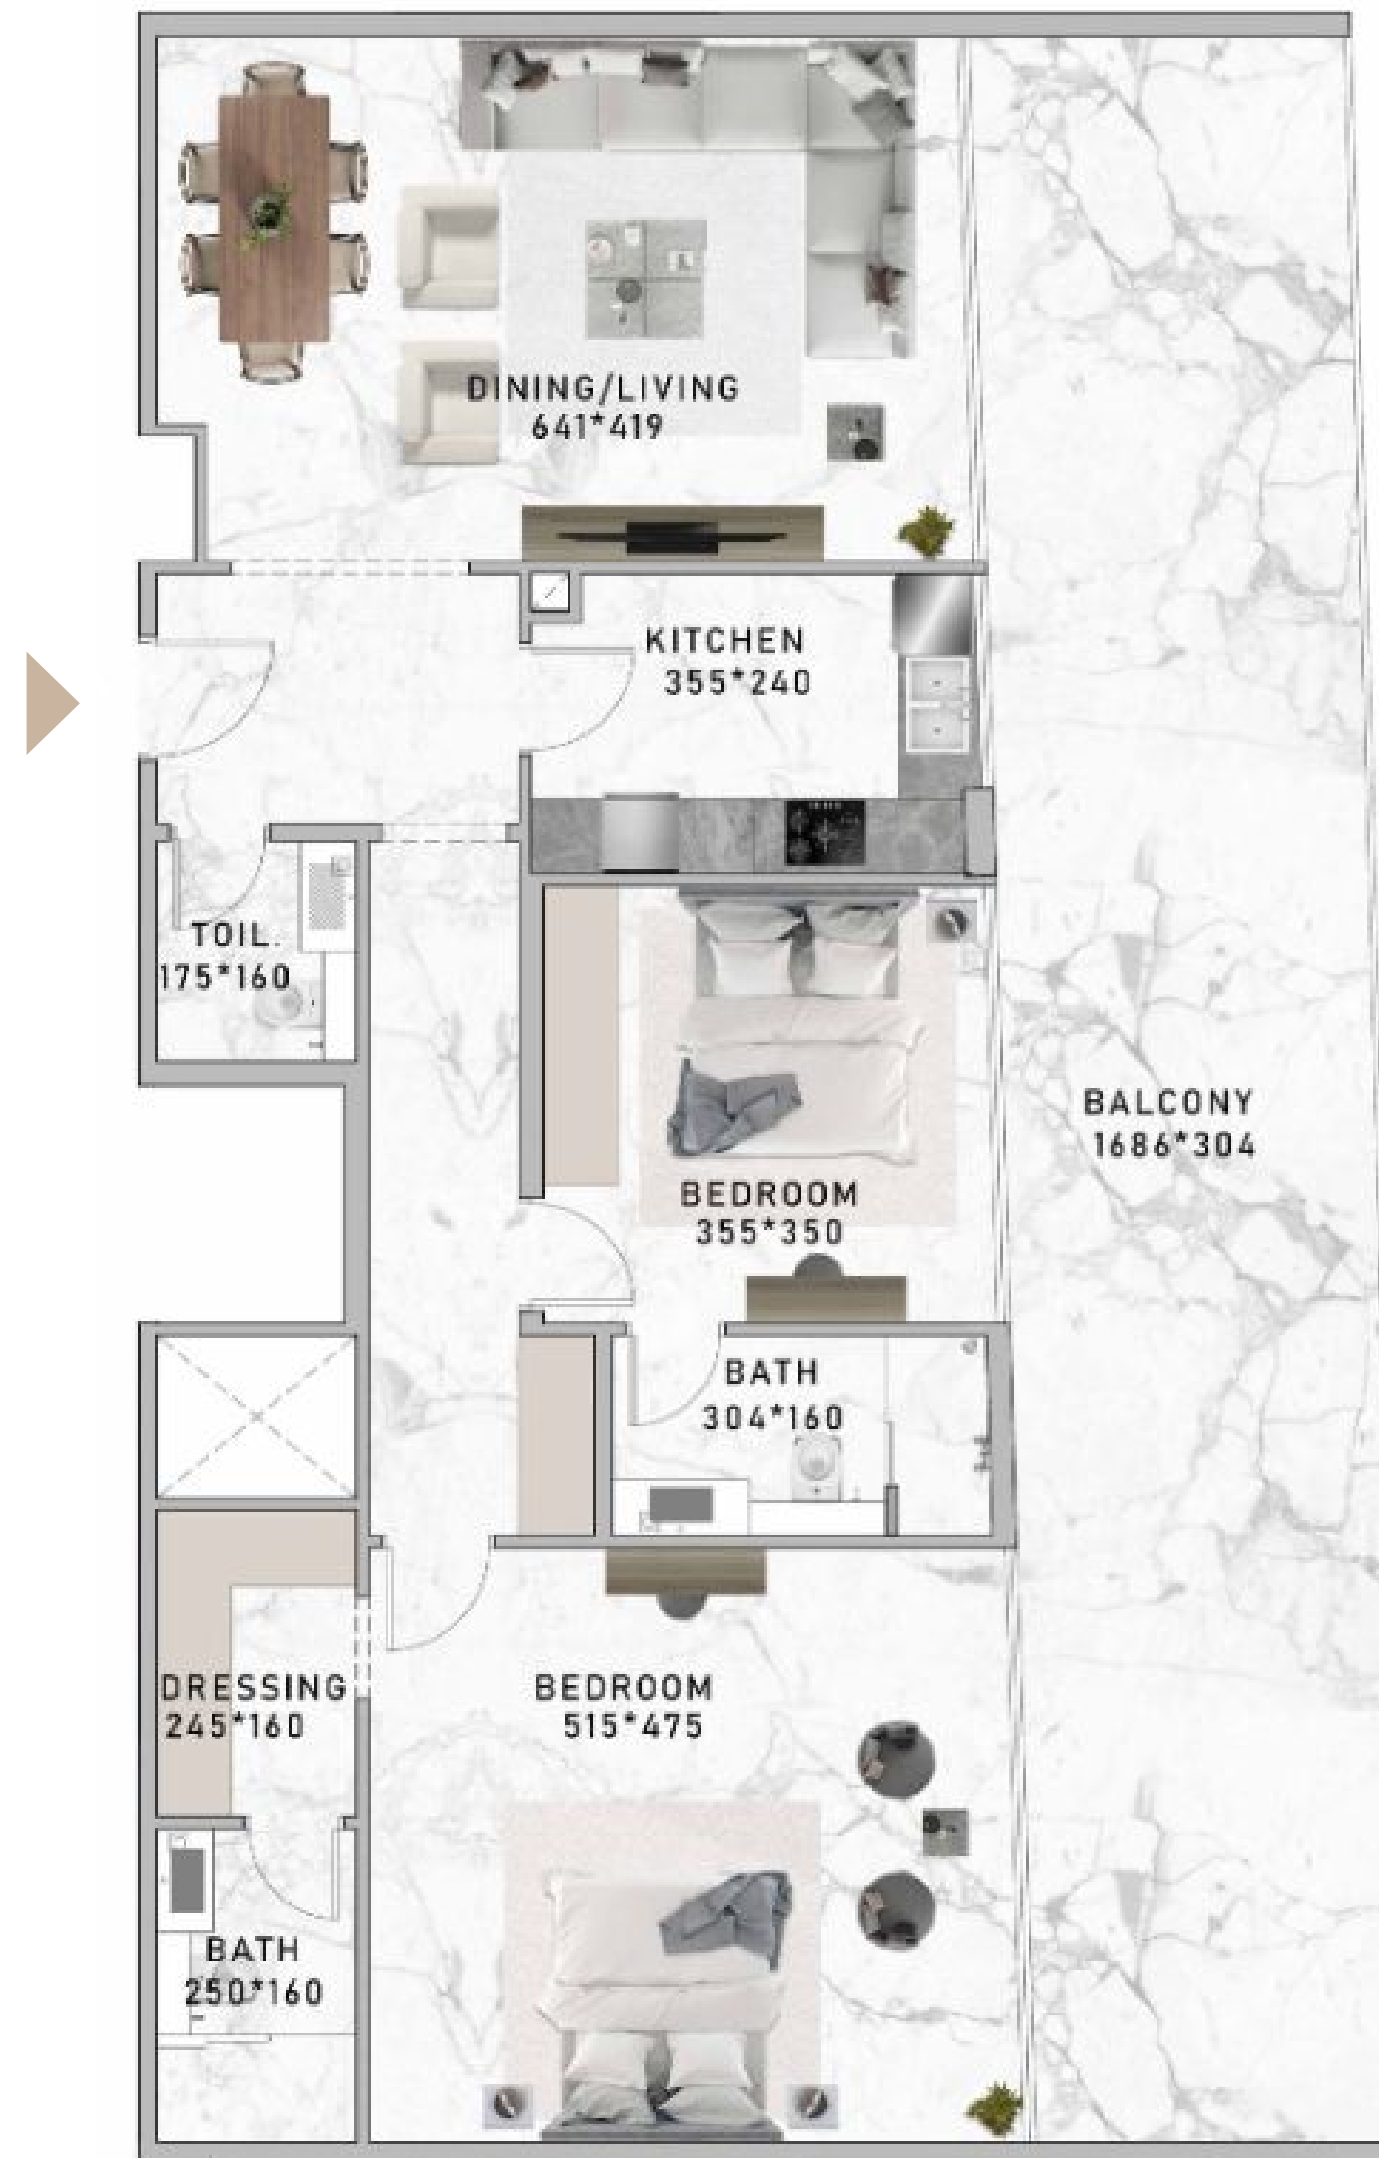 DINING/LIVING
641*419
KITCHEN
355*240
TOIL.
175*160
BALCONY
1686*304
BEDROOM
355*350
BATH
304*160
DRESSING
245*160
BEDROOM
515*475
BATH
250*160